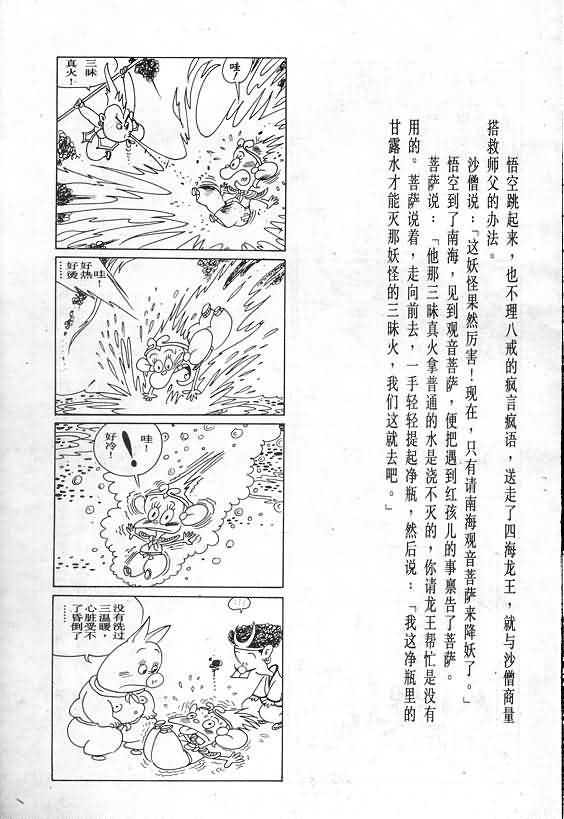 悟空跳起来，也不理八戒的疯言疯语，送走了四海龙王，就与沙僧商量
搭救师父的办法。
沙僧说：「这妖怪果然厉害！现在，只有请南海观音菩萨来降妖了。」
悟空到了南海，见到观音菩萨，便把遇到红孩儿的事禀告了菩萨。
菩萨说：「他那三昧真火拿普通的水是浇不灭的，你请龙王帮忙是没有
用的。菩萨说着，走向前去，一手轻轻提起净瓶，然后说：「我这净瓶里的
甘露水才能灭那妖怪的三昧火，我们这就去吧。」
哇！
三昧
真火！
哇！
好热
好烫……
！
哇！
好冷！
没有洗过
三温暖，
心脏受不
了昏倒了
……